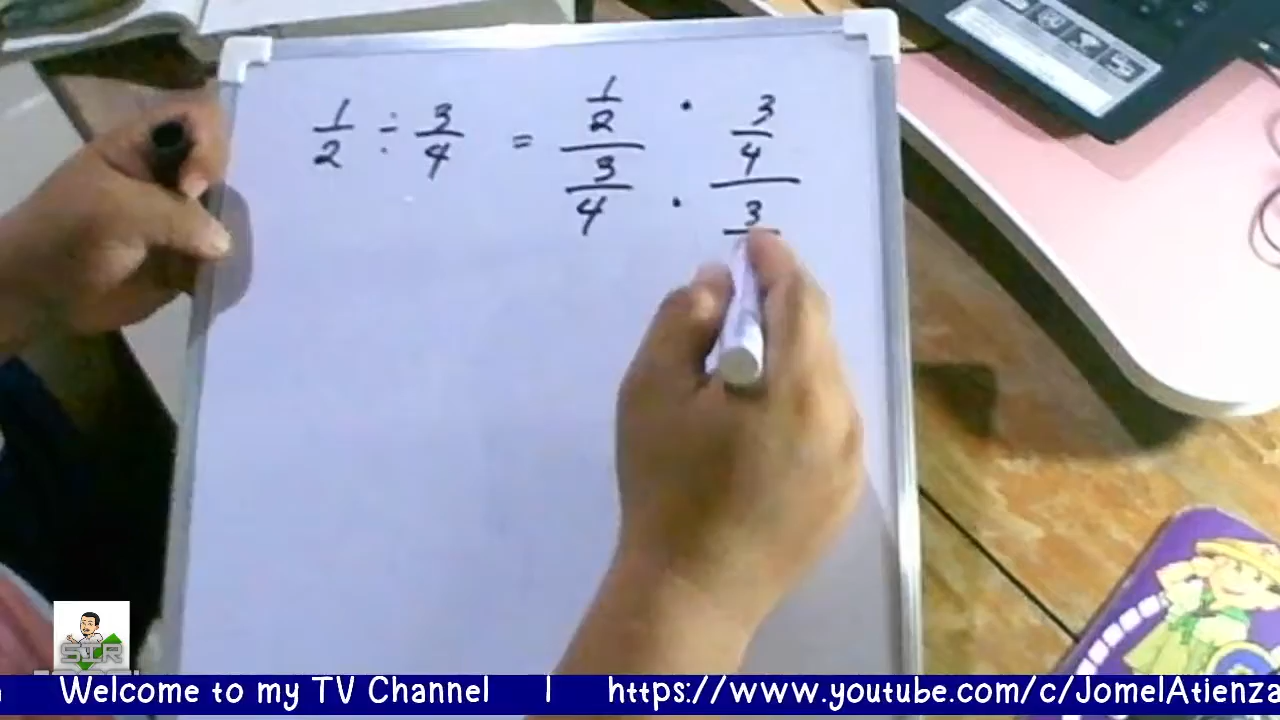 1/2 ÷ 3/4 = (1/2)/(3/4) · (3/4)/(3/
SIR
Welcome to my TV Channel | https://www.youtube.com/c/JomelAtienza